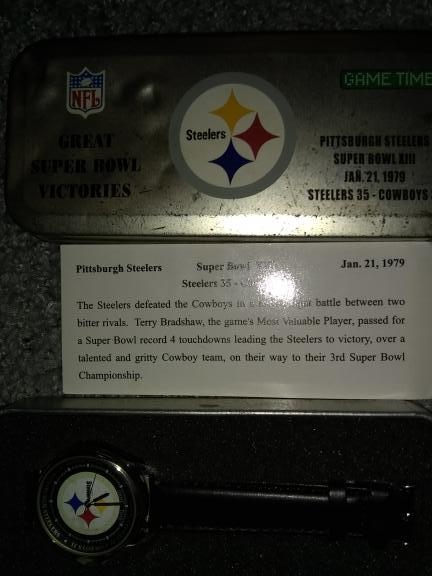 NFL
GREAT
SUPER BOWL
VICTORIES
Steelers
GAME TIME
PITTSBURGH STEELERS
SUPER BOWL XIII
JAN. 21, 1979
STEELERS 35 - COWBOYS
Pittsburgh Steelers Super Bowl Jan. 21, 1979
Steelers 35 -
The Steelers defeated the Cowboys battle between two
bitter rivals. Terry Bradshaw, the game's Most Valuable Player, passed for
a Super Bowl record 4 touchdowns leading the Steelers to victory, over a
talented and gritty Cowboy team, on their way to their 3rd Super Bowl
Championship.
Steelers